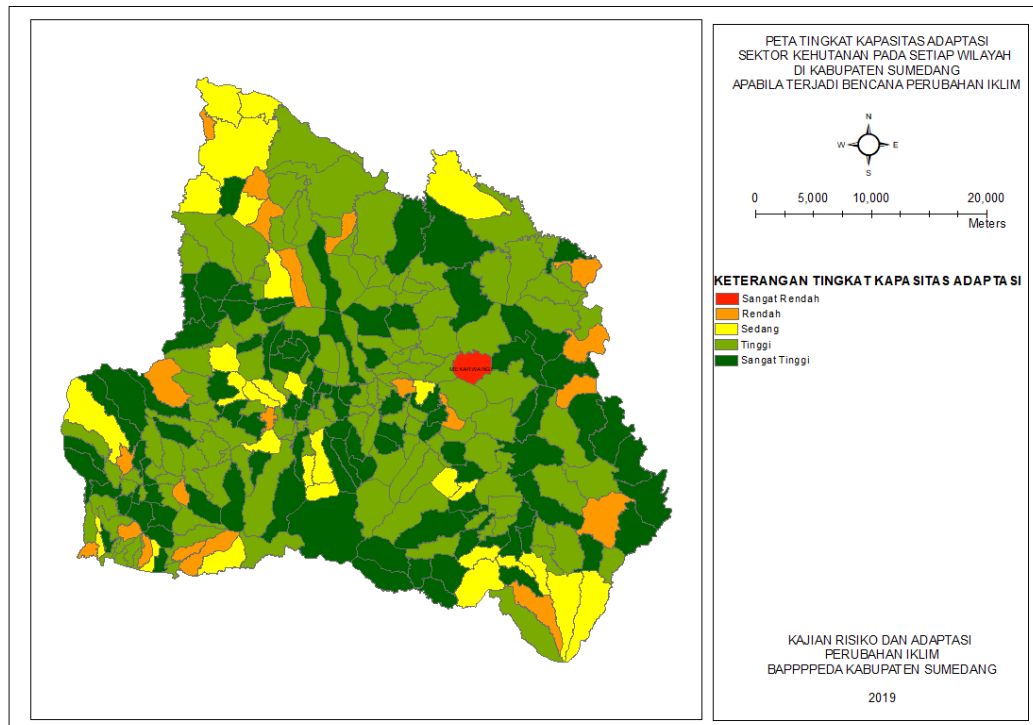 PETA TINGKAT KAPASITAS ADAPTASI
SEKTOR KEHUTANAN PADA SETIAP WILAYAH
DI KABUPATEN SUMEDANG
APABILA TERJADI BENCANA PERUBAHAN IKLIM
N
W E
S
0 5,000 10,000 20,000
Meters
KETERANGAN TINGKAT KAPASITAS ADAPTASI
Sangat Rendah
Rendah
Sedang
Tinggi
Sangat Tinggi
KAJIAN RISIKO DAN ADAPTASI
PERUBAHAN IKLIM
BAPPPPEDA KABUPATEN SUMEDANG
2019